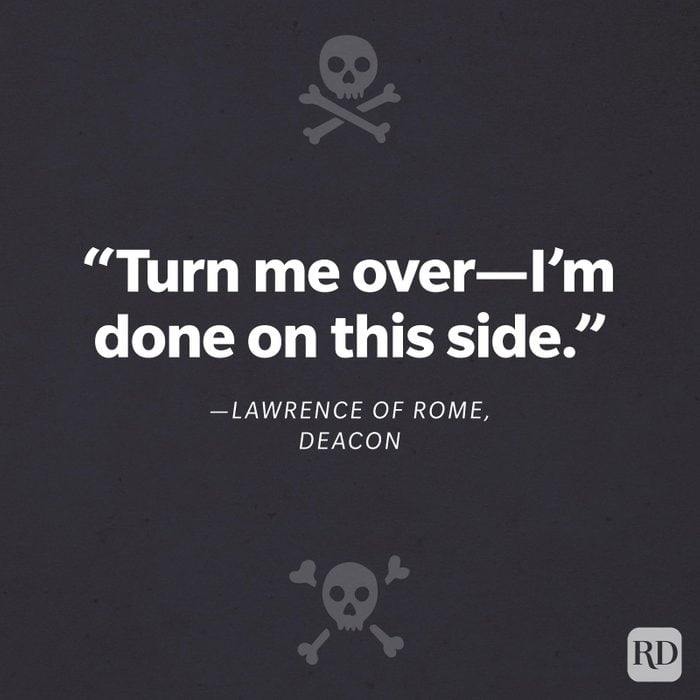 “Turn me over—I’m
done on this side.”
—LAWRENCE OF ROME,
DEACON
RD